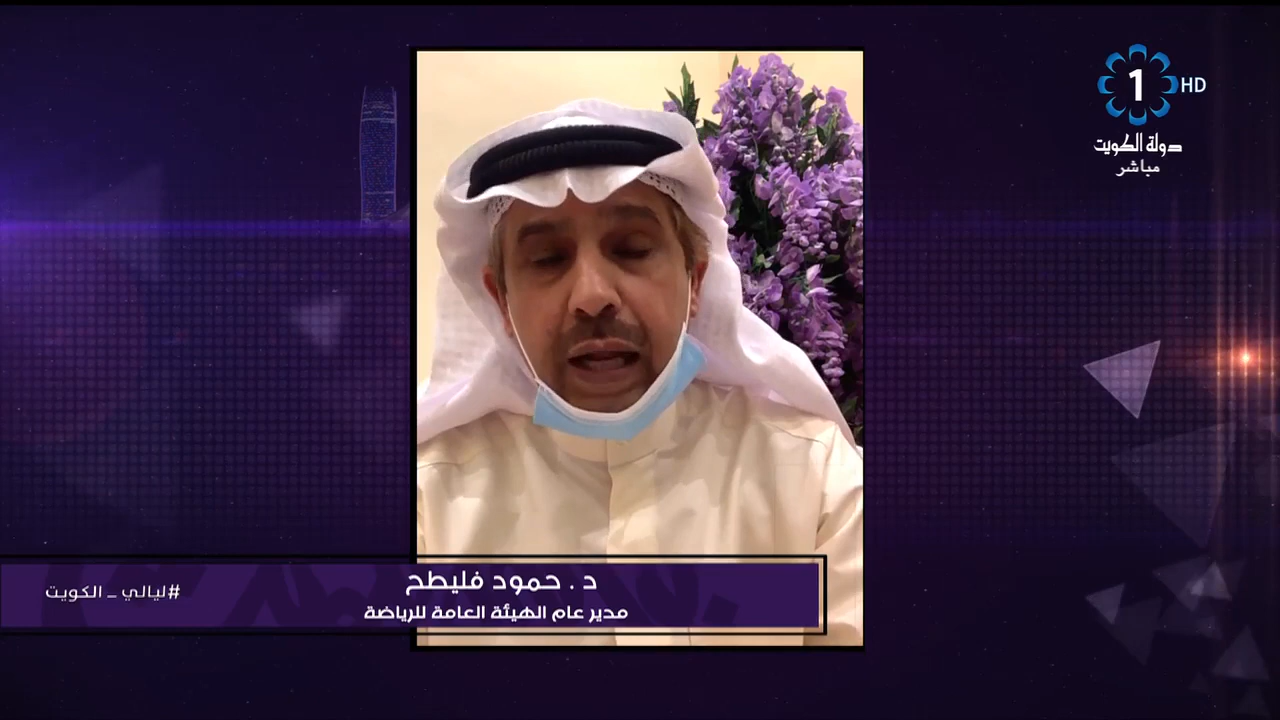 1 HD
دولة الكويت
مباشر
د . حمود فليطح
مدير عام الهيئة العامة للرياضة
#ليالي _ الكويت